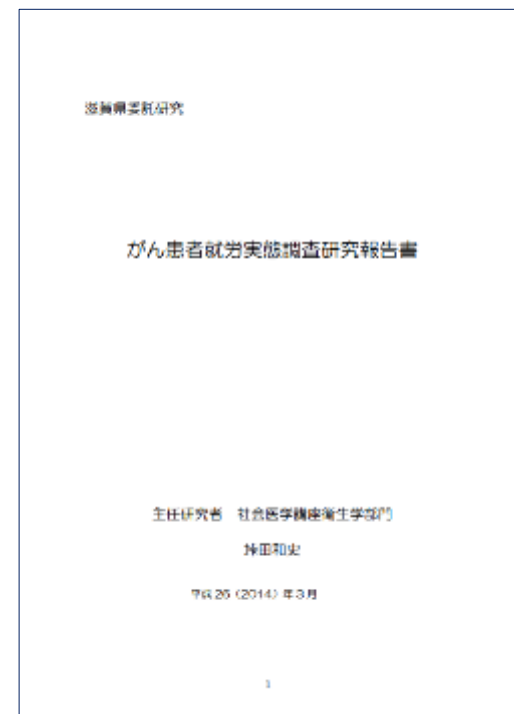 滋賀県委託研究
がん患者就労実態調査研究報告書
主任研究者 社会医学講座衛生学部門
垰田和史
平成26（2014）年3月
1